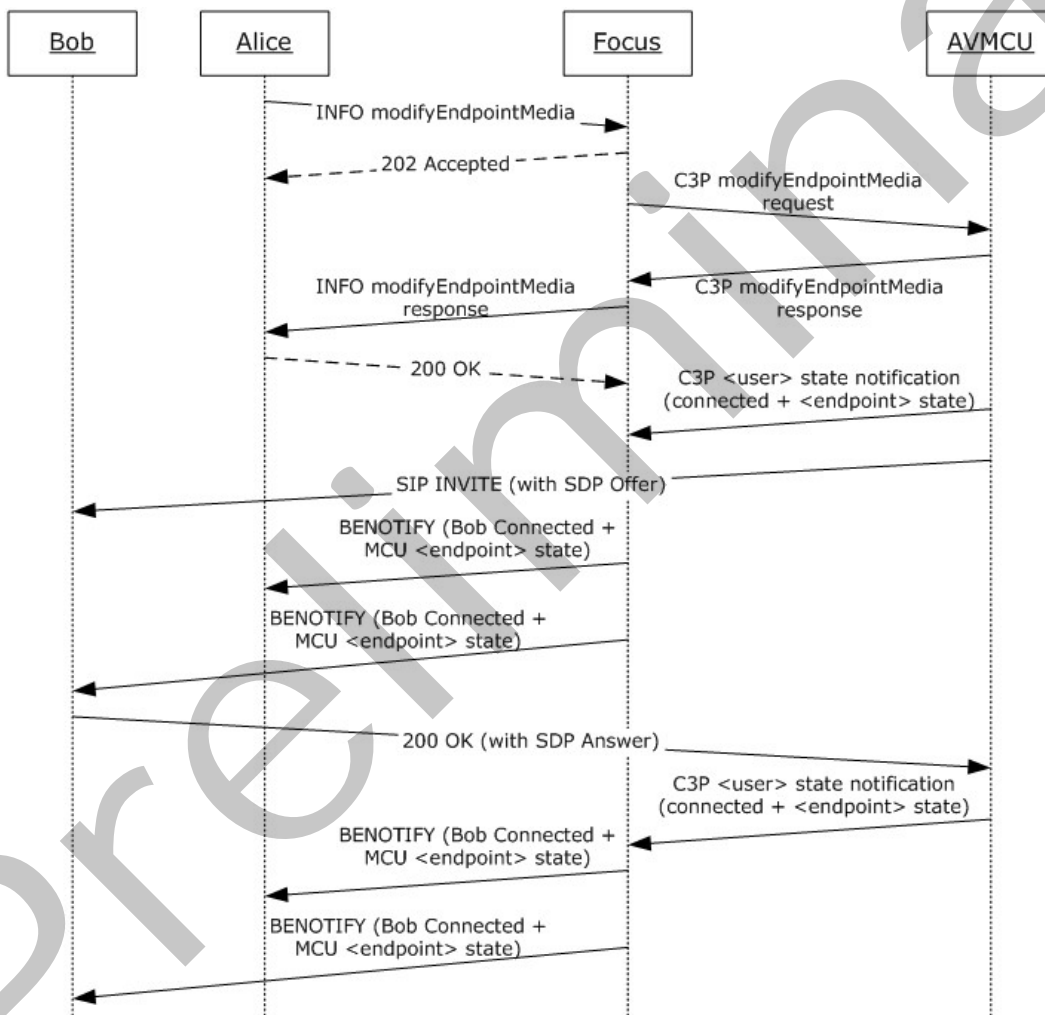 Bob
Alice
Focus
AVMCU
INFO modifyEndpointMedia
202 Accepted
C3P modifyEndpointMedia
request
INFO modifyEndpointMedia
response
C3P modifyEndpointMedia
response
200 OK
C3P <user> state notification
(connected + <endpoint> state)
SIP INVITE (with SDP Offer)
BENOTIFY (Bob Connected +
MCU <endpoint> state)
BENOTIFY (Bob Connected +
MCU <endpoint> state)
200 OK (with SDP Answer)
C3P <user> state notification
(connected + <endpoint> state)
BENOTIFY (Bob Connected +
MCU <endpoint> state)
BENOTIFY (Bob Connected +
MCU <endpoint> state)
Prelimina